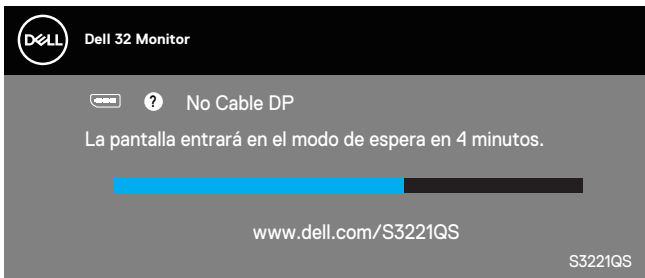 DELL
Dell 32 Monitor
? No Cable DP
La pantalla entrará en el modo de espera en 4 minutos.
www.dell.com/S3221QS
S3221QS